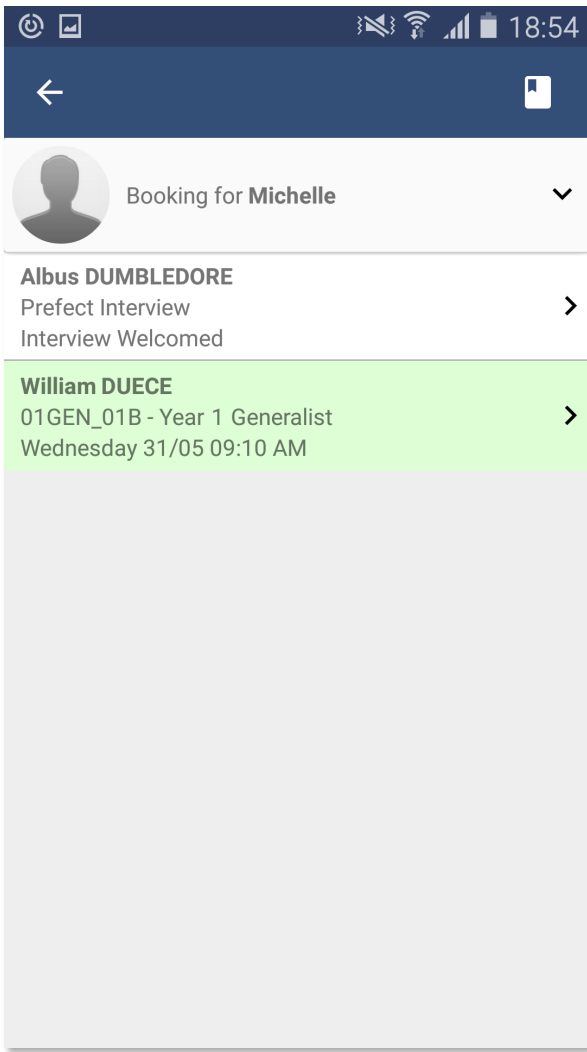 18:54
Booking for Michelle
Albus DUMBLEDORE
Prefect Interview
Interview Welcomed
William DUECE
01GEN_01B - Year 1 Generalist
Wednesday 31/05 09:10 AM